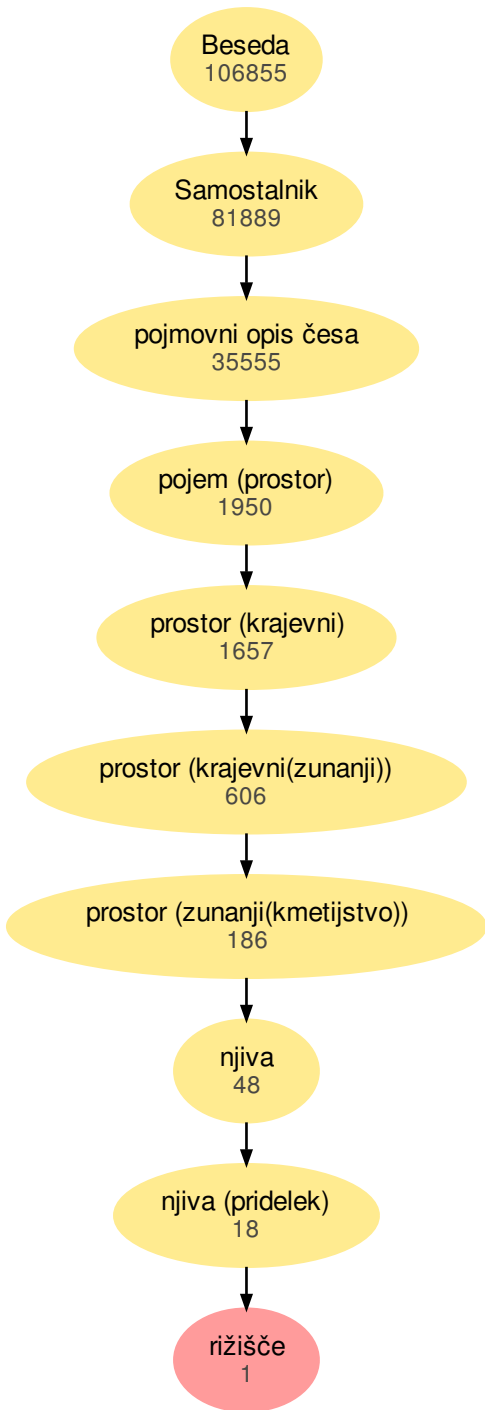 Beseda
106855
Samostalnik
81889
pojmovni opis česa
35555
pojem (prostor)
1950
prostor (krajevni)
1657
prostor (krajevni(zunanji))
606
prostor (zunanji(kmetijstvo))
186
njiva
48
njiva (pridelek)
18
rižišče
1